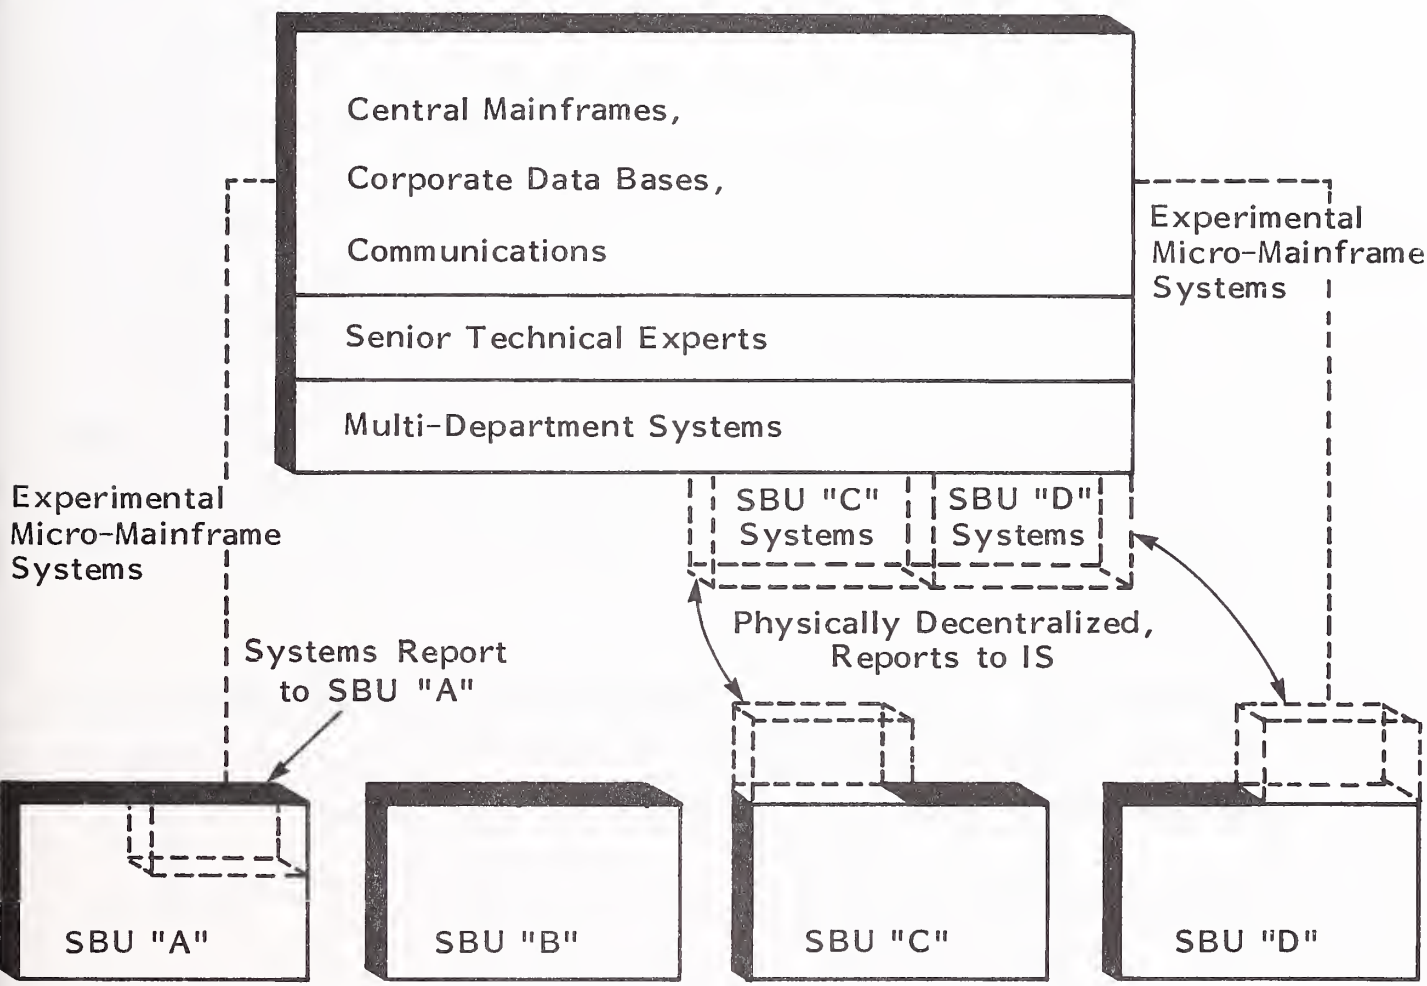 Central Mainframes,
Corporate Data Bases,
Communications
Senior Technical Experts
Multi-Department Systems
Experimental
Micro-Mainframe
Systems
Experimental
Micro-Mainframe
Systems
SBU "C"
Systems
SBU "D"
Systems
Physically Decentralized,
Reports to IS
Systems Report
to SBU "A"
SBU "A"
SBU "B"
SBU "C"
SBU "D"